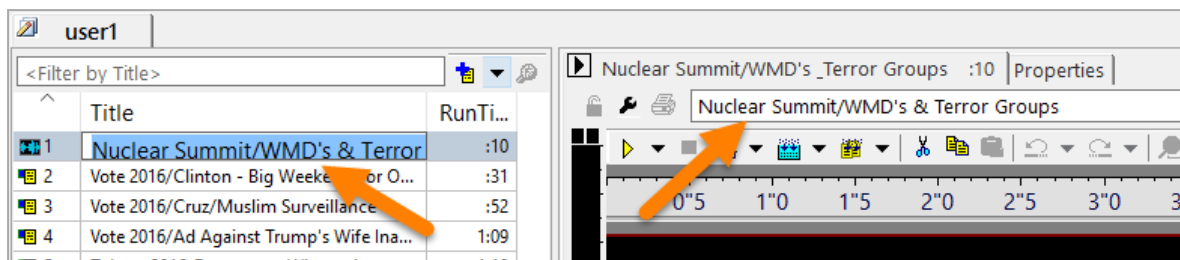 user1
<Filter by Title>
Title RunTi...
1 Nuclear Summit/WMD's & Terror :10
2 Vote 2016/Clinton - Big Weeke or O... :31
3 Vote 2016/Cruz/Muslim Surveillance :52
4 Vote 2016/Ad Against Trump's Wife Ina... 1:09
Nuclear Summit/WMD's _Terror Groups :10 Properties
Nuclear Summit/WMD's & Terror Groups
0"5 1"0 1"5 2"0 2"5 3"0 3